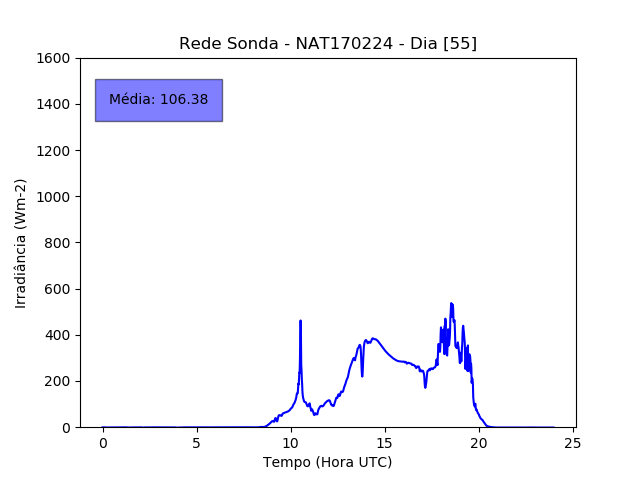 Rede Sonda - NAT170224 - Dia [55]
1600
1400
1200
1000
800
600
400
200
0
Média: 106.38
Irradiância (Wm-2)
0 5 10 15 20 25
Tempo (Hora UTC)